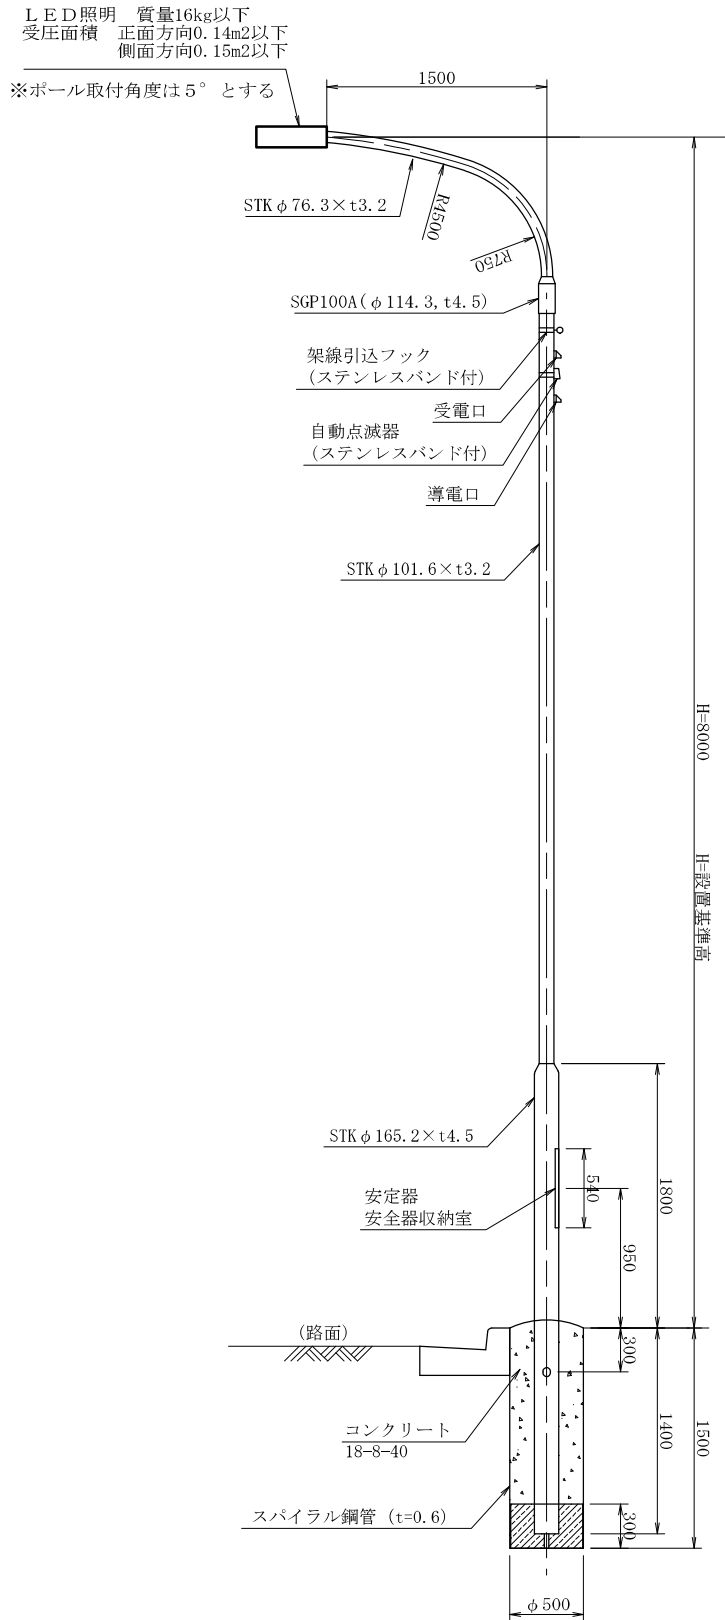 ＬＥＤ照明　質量16kg以下
受圧面積　正面方向0.14m2以下
側面方向0.15m2以下
※ポール取付角度は５°とする
1500
STKφ76.3×t3.2
R4500
R750
SGP100A(φ114.3, t4.5)
架線引込フック
(ステンレスバンド付)
受電口
自動点滅器
(ステンレスバンド付)
導電口
STKφ101.6×t3.2
H=8000
H=設置基準高
STKφ165.2×t4.5
安定器
安全器収納室
540
950
1800
(路面)
300
1400
1500
コンクリート
18-8-40
スパイラル鋼管 (t=0.6)
300
φ500